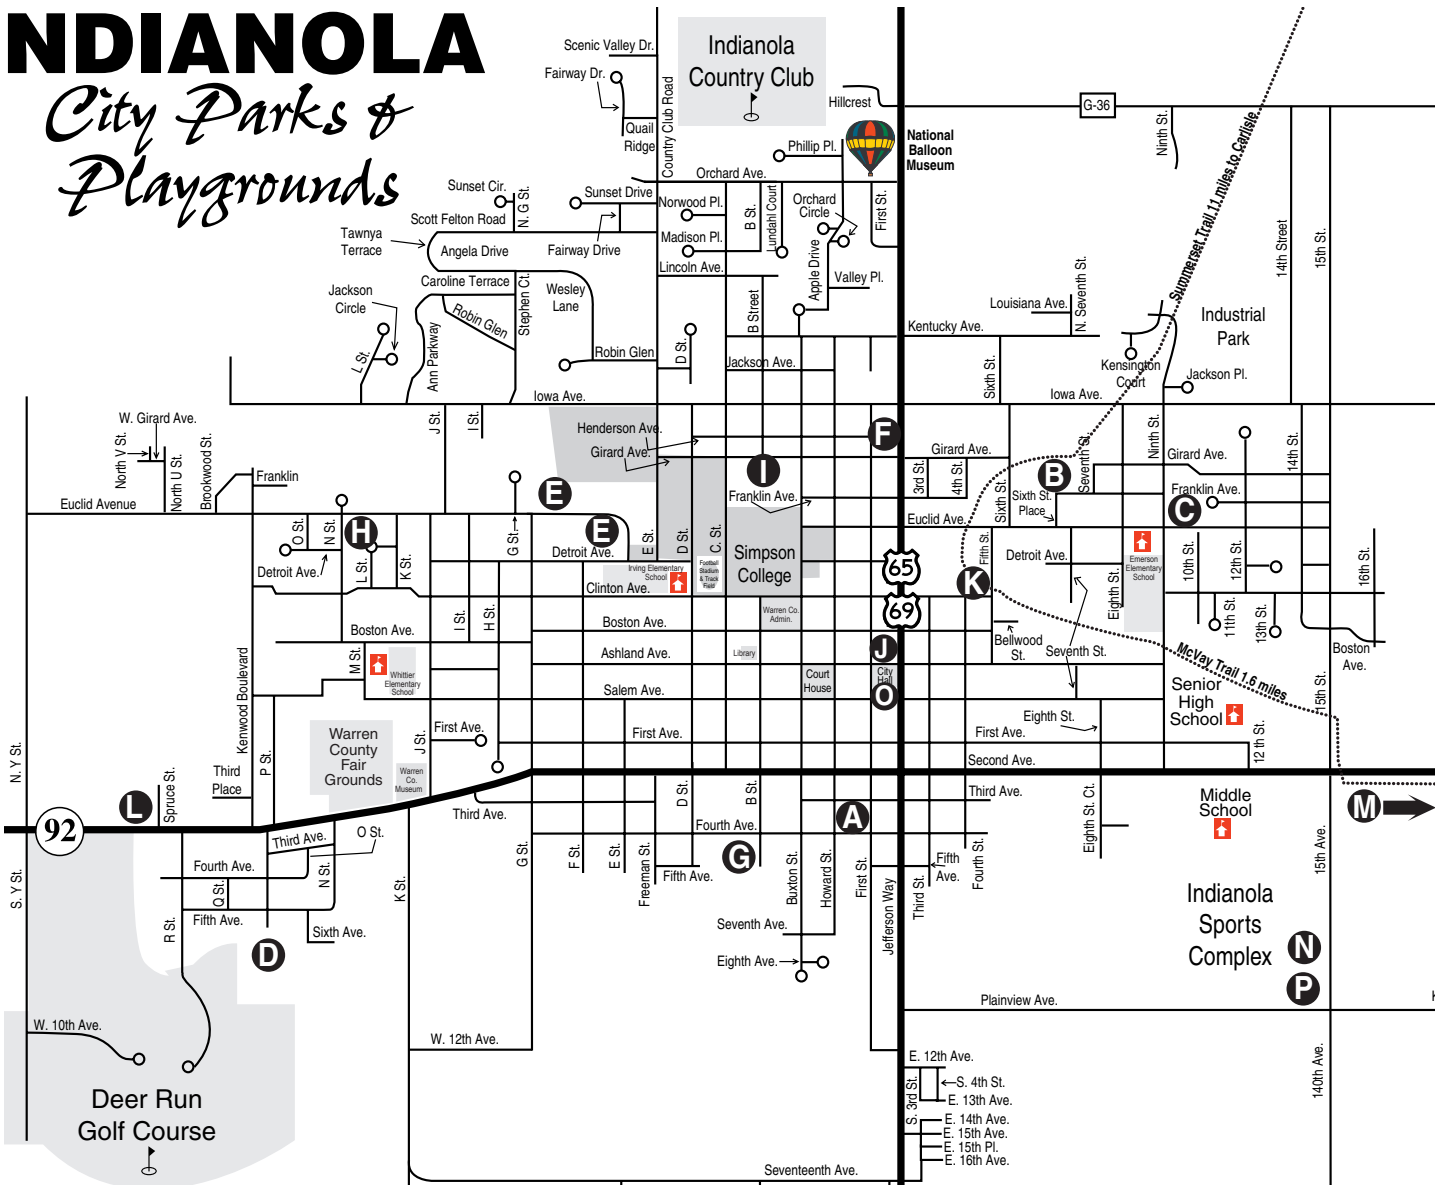 NDIANOLA
City Parks &
Playgrounds
Scenic Valley Dr.
Fairway Dr.
Quail
Ridge
Country Club Road
Indianola
Country Club
Hillcrest
G-36
National
Balloon
Museum
Phillip Pl.
Orchard Ave.
Ninth St.
Summerset Trail 11 miles to Carlisle
14th Street
15th St.
Sunset Cir.
N. G St.
Sunset Drive
Norwood Pl.
B St.
Lundahl Court
Orchard
Circle
First St.
Scott Felton Road
Tawnya
Terrace
Angela Drive
Fairway Drive
Madison Pl.
Lincoln Ave.
Apple Drive
Valley Pl.
Caroline Terrace
Stephen Ct.
Wesley
Lane
Jackson
Circle
Robin Glen
Ann Parkway
L St.
Robin Glen
D St.
B Street
Jackson Ave.
Louisiana Ave.
N. Seventh St.
Kentucky Ave.
Industrial
Park
Kensington
Court
Jackson Pl.
Sixth St.
Iowa Ave.
Iowa Ave.
W. Girard Ave.
North V St.
North U St.
Brookwood St.
Franklin
J St.
I St.
Henderson Ave.
Girard Ave.
F
Girard Ave.
3rd St.
4th St.
Sixth St.
B
Seventh St.
Ninth St.
Girard Ave.
14th St.
Euclid Avenue
E
I
Franklin Ave.
Sixth St.
Place
Franklin Ave.
C
Euclid Ave.
O St.
N St.
H
L St.
K St.
G St.
E
Detroit Ave.
Detroit Ave.
E St.
D St.
C. St.
Simpson
College
Football
Stadium
& Track
Field
Irving Elementary
School
Clinton Ave.
65
69
Fifth St.
K
Detroit Ave.
Eighth St.
Emerson
Elementary
School
10th St.
12th St.
16th St.
11th St.
13th St.
Boston
Ave.
Boston Ave.
I St.
H St.
Boston Ave.
Warren Co.
Admin.
Bellwood
St.
Seventh St.
McVay Trail 1.6 miles
M St.
Whittier
Elementary
School
Ashland Ave.
Library
J
City
Hall
O
Court
House
Salem Ave.
Senior
High
School
15th St.
Kenwood Boulevard
P St.
Warren
County
Fair
Grounds
Warren
Co.
Museum
J St.
First Ave.
First Ave.
Eighth St.
First Ave.
12 th St.
Second Ave.
N. Y St.
Third
Place
Spruce St.
L
92
Third Ave.
D St.
B St.
A
Third Ave.
Eighth St. Ct.
Middle
School
M
Third Ave.
O St.
Fourth Ave.
Fourth Ave.
G
G St.
F St.
E St.
Freeman St.
Fifth Ave.
Buxton St.
Howard St.
First St.
Jefferson Way
Third St.
Fifth
Ave.
Fourth St.
15th Ave.
S. Y St.
Q St.
N St.
K St.
Fifth Ave.
R St.
Sixth Ave.
D
Seventh Ave.
Eighth Ave.
Indianola
Sports
Complex
N
P
Plainview Ave.
W. 10th Ave.
W. 12th Ave.
E. 12th Ave.
S. 3rd St.
S. 4th St.
E. 13th Ave.
E. 14th Ave.
E. 15th Ave.
E. 15th Pl.
E. 16th Ave.
140th Ave.
Deer Run
Golf Course
Seventeenth Ave.